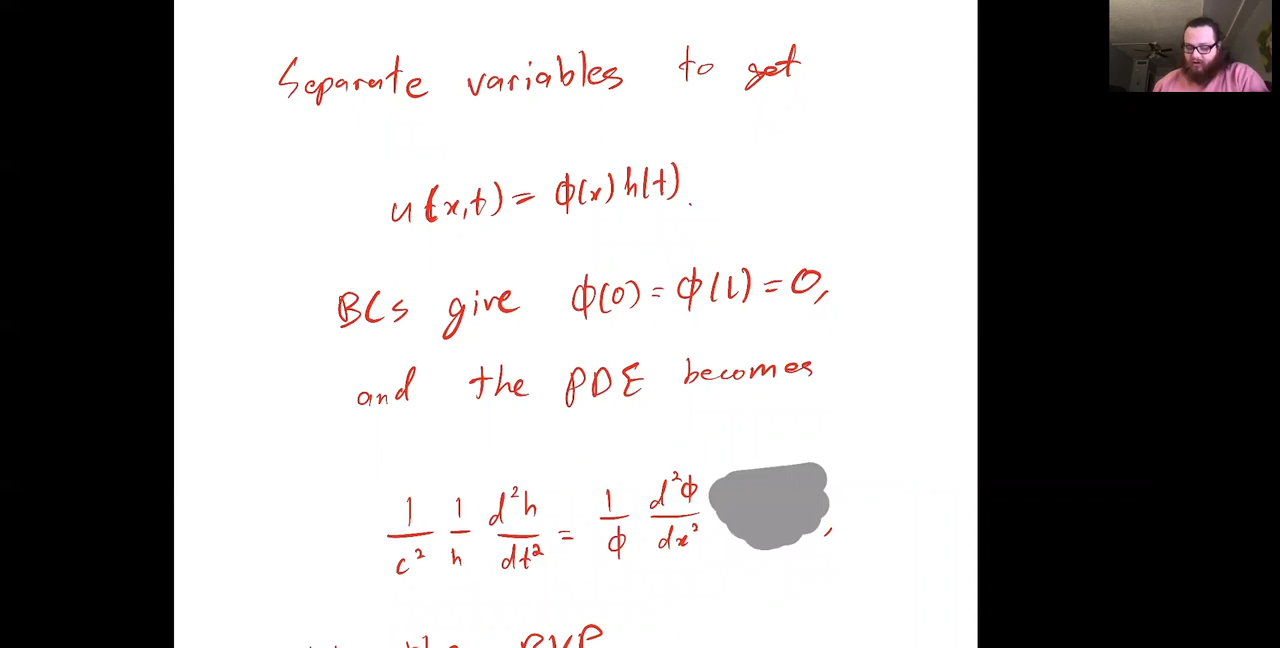 Separate variables to get
u(x,t) = ϕ(x)h(t).
BCs give ϕ(0) = ϕ(L) = 0,
and the PDE becomes
1/c² 1/h d²h/dt² = 1/ϕ d²ϕ/dx² ,
BVP